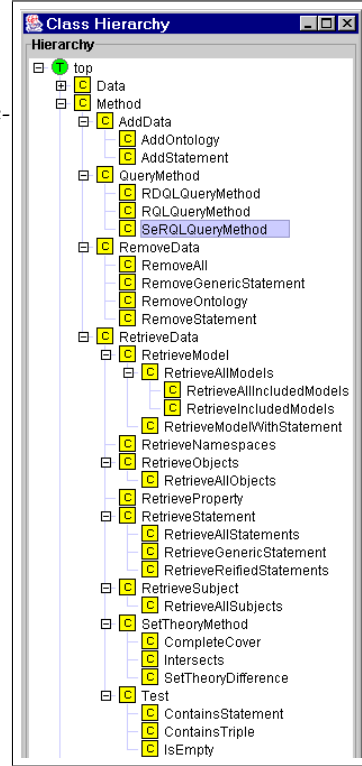 Class Hierarchy
Hierarchy
T top
C Data
C Method
C AddData
C AddOntology
C AddStatement
C QueryMethod
C RDQLQueryMethod
C RQLQueryMethod
C SeRQLQueryMethod
C RemoveData
C RemoveAll
C RemoveGenericStatement
C RemoveOntology
C RemoveStatement
C RetrieveData
C RetrieveModel
C RetrieveAllModels
C RetrieveAllIncludedModels
C RetrieveIncludedModels
C RetrieveModelWithStatement
C RetrieveNamespaces
C RetrieveObjects
C RetrieveAllObjects
C RetrieveProperty
C RetrieveStatement
C RetrieveAllStatements
C RetrieveGenericStatement
C RetrieveReifiedStatements
C RetrieveSubject
C RetrieveAllSubjects
C SetTheoryMethod
C CompleteCover
C Intersects
C SetTheoryDifference
C Test
C ContainsStatement
C ContainsTriple
C IsEmpty